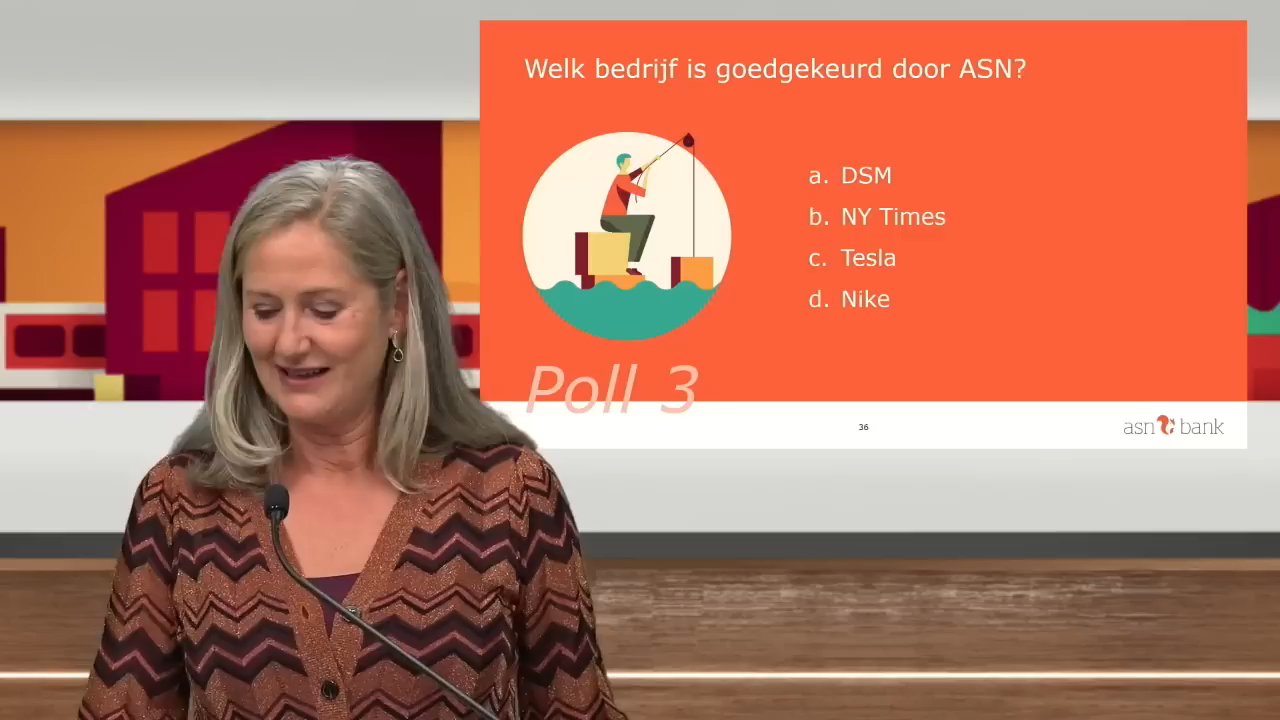 Welk bedrijf is goedgekeurd door ASN?
a. DSM
b. NY Times
c. Tesla
d. Nike
Poll 3
36
asn bank